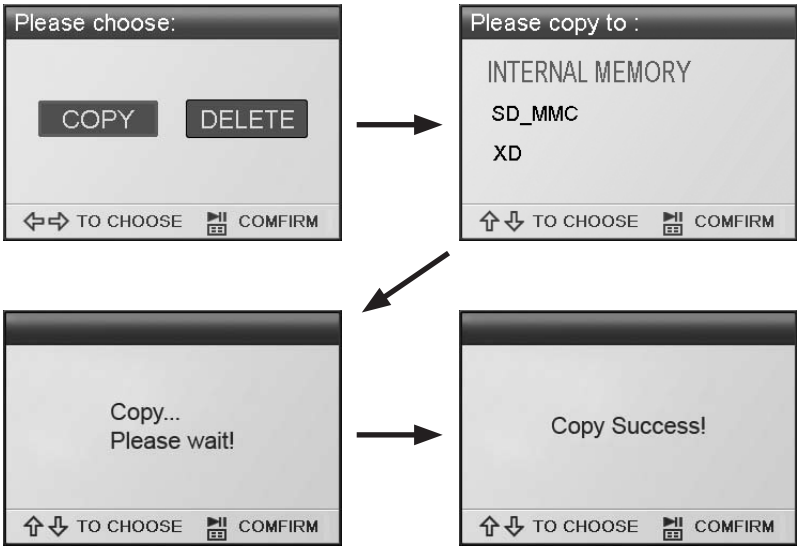 Please choose:
COPY DELETE
TO CHOOSE COMFIRM
Please copy to :
INTERNAL MEMORY
SD_MMC
XD
TO CHOOSE COMFIRM
Copy...
Please wait!
TO CHOOSE COMFIRM
Copy Success!
TO CHOOSE COMFIRM